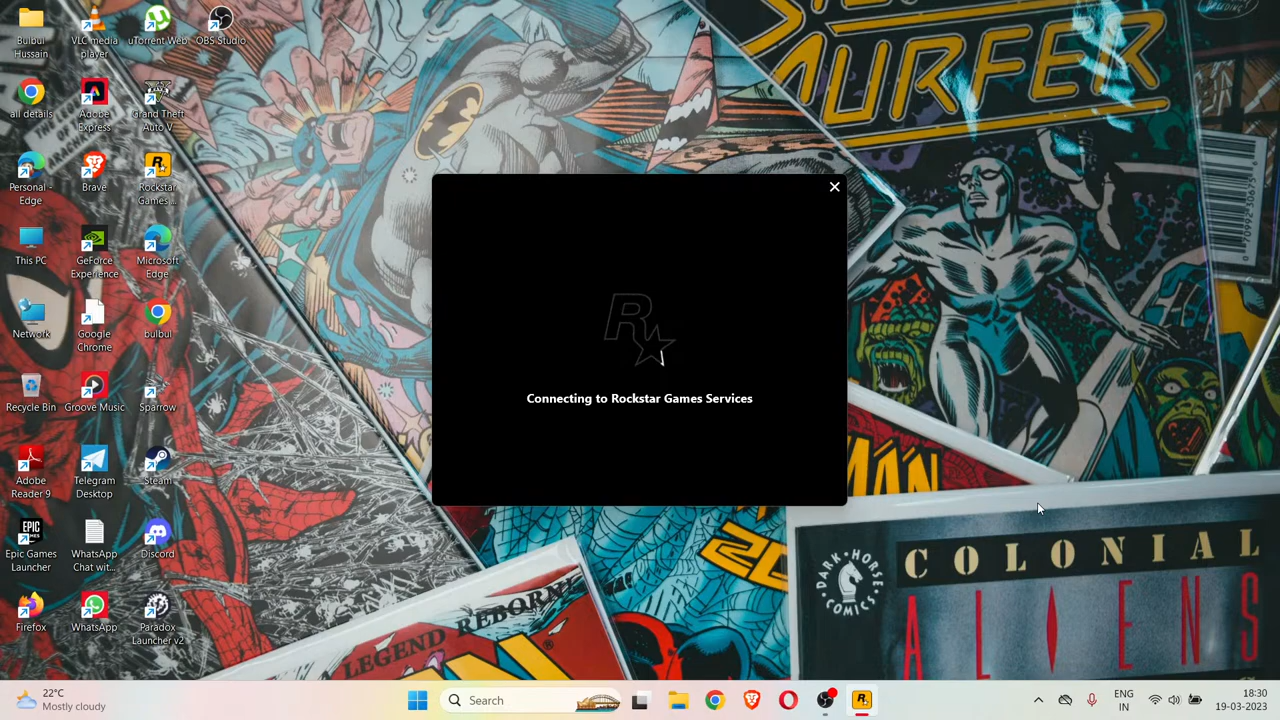 Bulbul
Hussain
VLC media
player
uTorrent Web
OBS Studio
all details
Adobe
Express
Grand Theft
Auto V
Personal -
Edge
Brave
Rockstar
Games ...
This PC
GeForce
Experience
Microsoft
Edge
Network
Google
Chrome
bulbul
Recycle Bin
Groove Music
Sparrow
Adobe
Reader 9
Telegram
Desktop
Steam
EPIC
GAMES
Epic Games
Launcher
WhatsApp
Chat wit...
Discord
Firefox
WhatsApp
Paradox
Launcher v2
Connecting to Rockstar Games Services
SURFER
70992 30675
LEGEND REBORN!
DARK HORSE
COMICS
COLONIAL
ALIENS
22°C
Mostly cloudy
Search
ENG
IN
18:30
19-03-2023